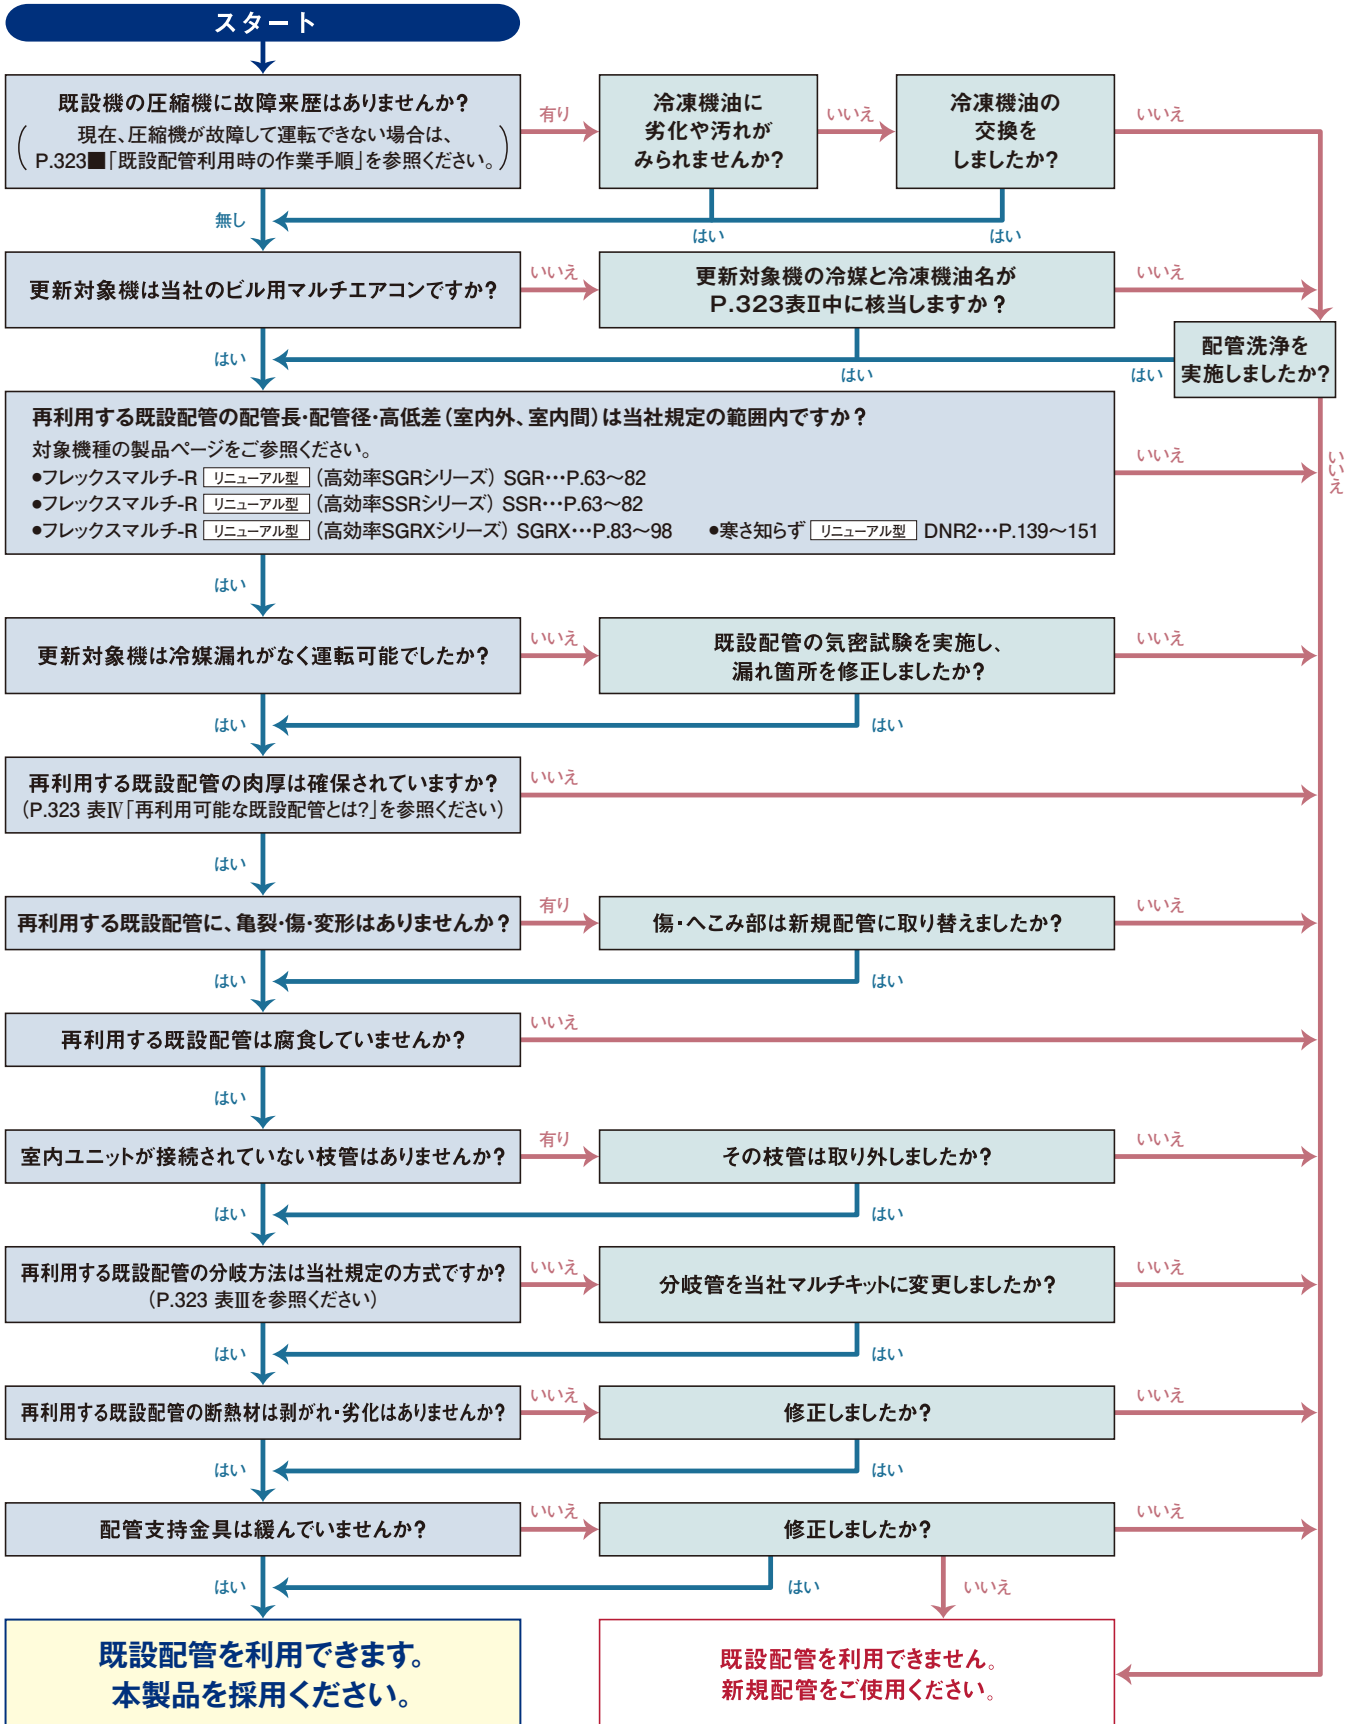 スタート
既設機の圧縮機に故障来歴はありませんか?
現在、圧縮機が故障して運転できない場合は、
P.323■「既設配管利用時の作業手順」を参照ください。
有り
冷凍機油に
劣化や汚れが
みられませんか?
いいえ
冷凍機油の
交換を
しましたか?
いいえ
無し
はい
はい
更新対象機は当社のビル用マルチエアコンですか?
いいえ
更新対象機の冷媒と冷凍機油名が
P.323表Ⅱ中に核当しますか?
いいえ
配管洗浄を
実施しましたか?
はい
はい
はい
いいえ
再利用する既設配管の配管長・配管径・高低差(室内外、室内間)は当社規定の範囲内ですか?
対象機種の製品ページをご参照ください。
●フレックスマルチ-R リニューアル型 (高効率SGRシリーズ) SGR…P.63〜82
●フレックスマルチ-R リニューアル型 (高効率SSRシリーズ) SSR…P.63〜82
●フレックスマルチ-R リニューアル型 (高効率SGRXシリーズ) SGRX…P.83〜98 ●寒さ知らず リニューアル型 DNR2…P.139〜151
いいえ
はい
更新対象機は冷媒漏れがなく運転可能でしたか?
いいえ
既設配管の気密試験を実施し、
漏れ箇所を修正しましたか?
いいえ
はい
はい
再利用する既設配管の肉厚は確保されていますか?
(P.323 表Ⅳ「再利用可能な既設配管とは?」を参照ください)
いいえ
はい
再利用する既設配管に、亀裂・傷・変形はありませんか?
有り
傷・へこみ部は新規配管に取り替えましたか?
いいえ
はい
はい
再利用する既設配管は腐食していませんか?
いいえ
はい
室内ユニットが接続されていない枝管はありませんか?
有り
その枝管は取り外しましたか?
いいえ
はい
はい
再利用する既設配管の分岐方法は当社規定の方式ですか?
(P.323 表Ⅲを参照ください)
いいえ
分岐管を当社マルチキットに変更しましたか?
いいえ
はい
はい
再利用する既設配管の断熱材は剥がれ・劣化はありませんか?
いいえ
修正しましたか?
いいえ
はい
はい
配管支持金具は緩んでいませんか?
いいえ
修正しましたか?
いいえ
はい
はい
いいえ
既設配管を利用できます。
本製品を採用ください。
既設配管を利用できません。
新規配管をご使用ください。